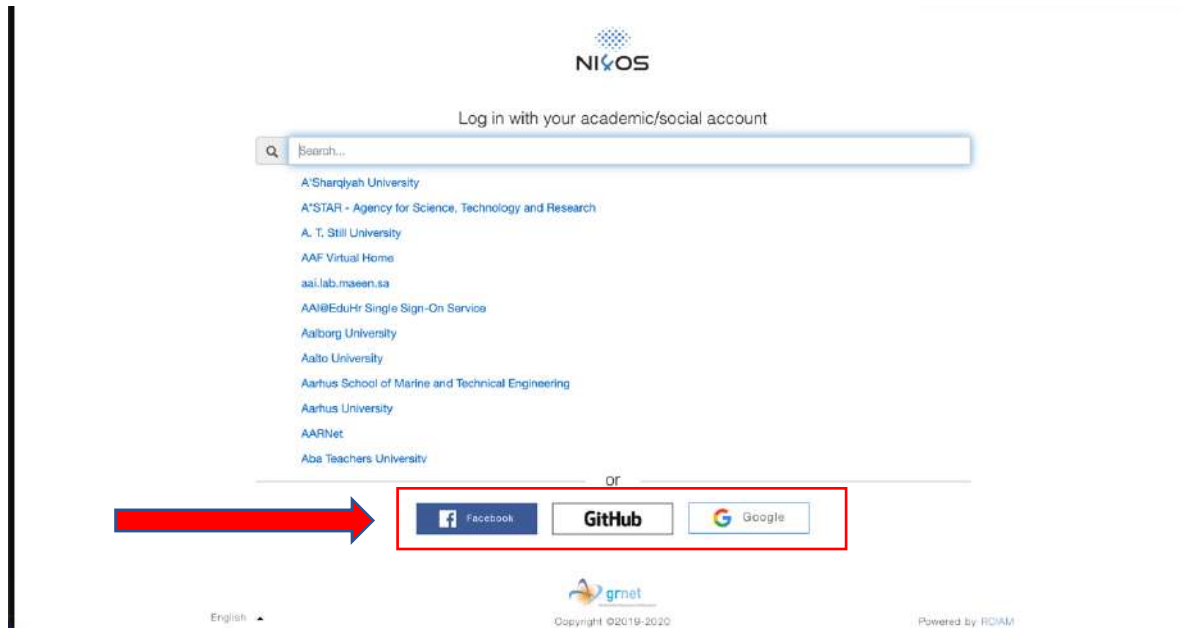 NI4OS
Log in with your academic/social account
Search...
A'Sharqiyah University
A*STAR - Agency for Science, Technology and Research
A. T. Still University
AAF Virtual Home
aai.lab.maeen.sa
AAI@EduHr Single Sign-On Service
Aalborg University
Aalto University
Aarhus School of Marine and Technical Engineering
Aarhus University
AARNet
Aba Teachers University
or
Facebook GitHub Google
grnet
English Copyright ©2019-2020 Powered by RCIAM